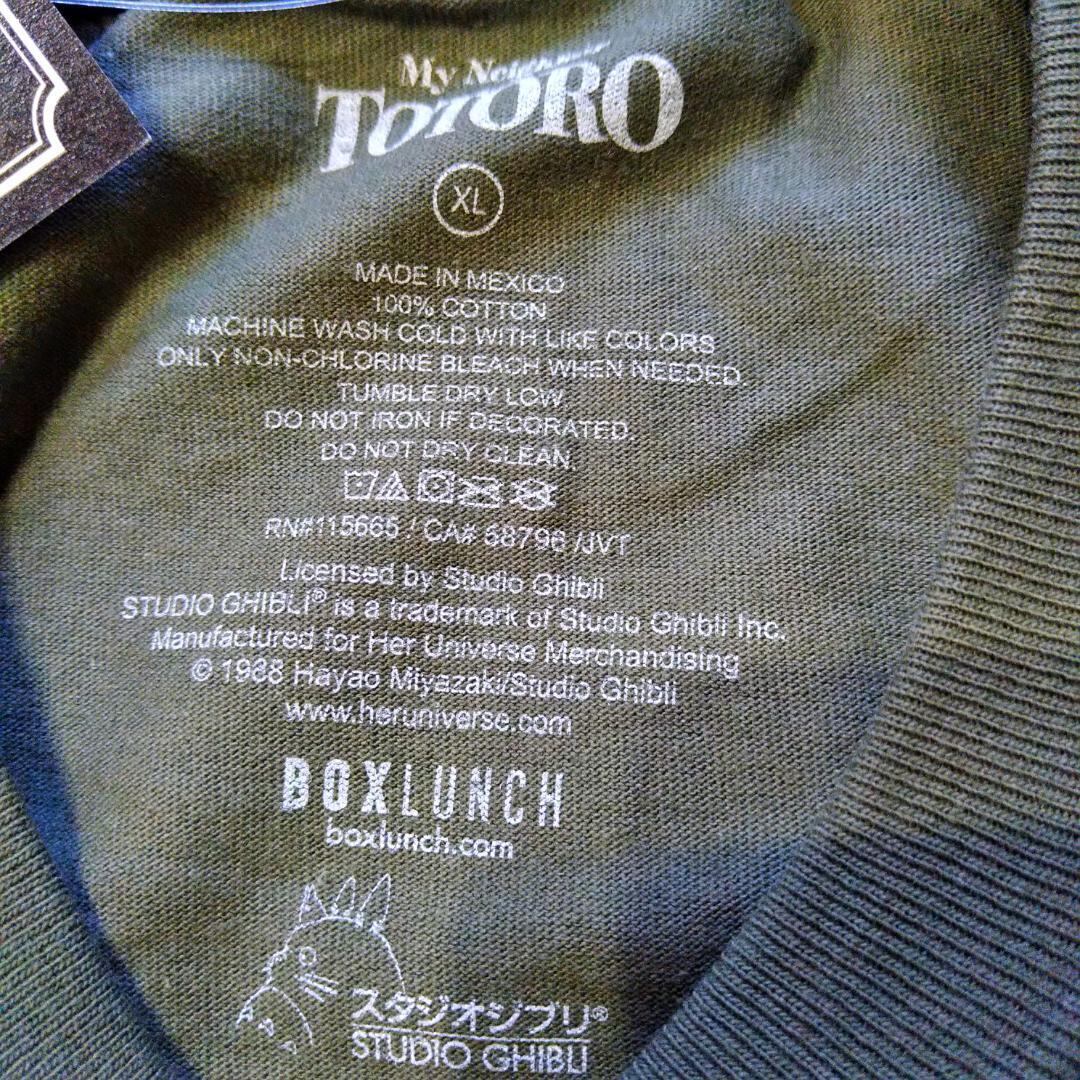 My Neighbor
TOTORO
XL
MADE IN MEXICO
100% COTTON
MACHINE WASH COLD WITH LIKE COLORS
ONLY NON-CHLORINE BLEACH WHEN NEEDED.
TUMBLE DRY LOW
DO NOT IRON IF DECORATED.
DO NOT DRY CLEAN.
RN#115665 / CA# 58796 /JVT
Licensed by Studio Ghibli
STUDIO GHIBLI® is a trademark of Studio Ghibli Inc.
Manufactured for Her Universe Merchandising
© 1988 Hayao Miyazaki/Studio Ghibli
www.heruniverse.com
BOXLUNCH
boxlunch.com
スタジオジブリ®
STUDIO GHIBLI